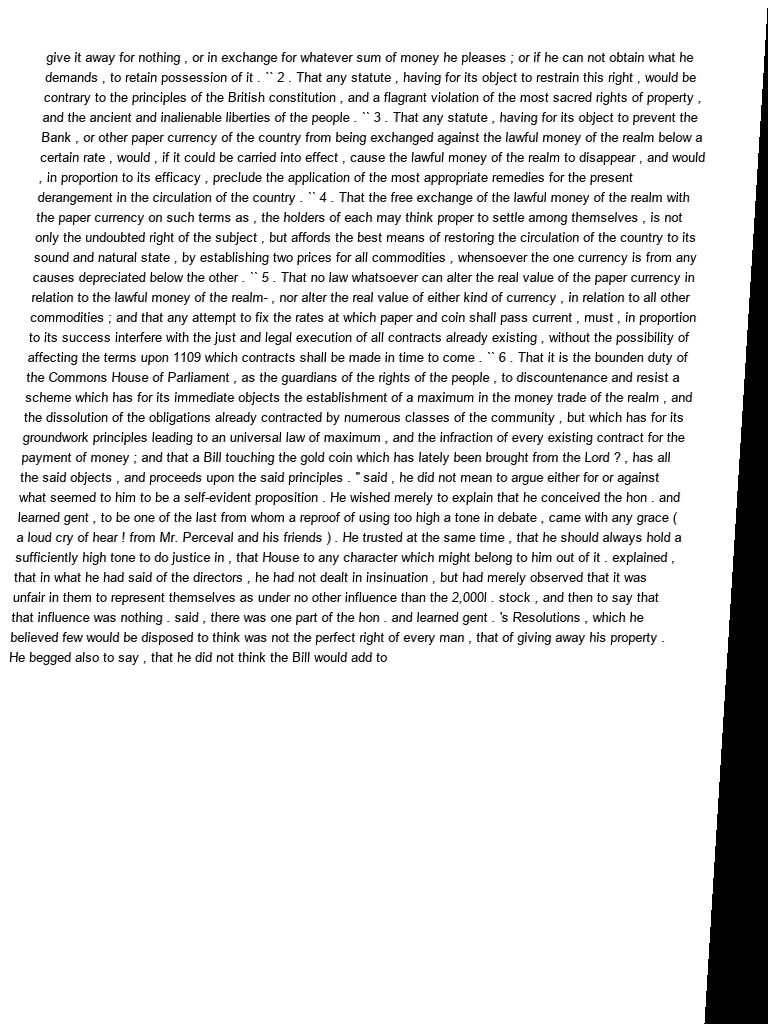 give it away for nothing , or in exchange for whatever sum of money he pleases ; or if he can not obtain what he
demands , to retain possession of it . `` 2 . That any statute , having for its object to restrain this right , would be
contrary to the principles of the British constitution , and a flagrant violation of the most sacred rights of property ,
and the ancient and inalienable liberties of the people . `` 3 . That any statute , having for its object to prevent the
Bank , or other paper currency of the country from being exchanged against the lawful money of the realm below a
certain rate , would , if it could be carried into effect , cause the lawful money of the realm to disappear , and would
, in proportion to its efficacy , preclude the application of the most appropriate remedies for the present
derangement in the circulation of the country . `` 4 . That the free exchange of the lawful money of the realm with
the paper currency on such terms as , the holders of each may think proper to settle among themselves , is not
only the undoubted right of the subject , but affords the best means of restoring the circulation of the country to its
sound and natural state , by establishing two prices for all commodities , whensoever the one currency is from any
causes depreciated below the other . `` 5 . That no law whatsoever can alter the real value of the paper currency in
relation to the lawful money of the realm- , nor alter the real value of either kind of currency , in relation to all other
commodities ; and that any attempt to fix the rates at which paper and coin shall pass current , must , in proportion
to its success interfere with the just and legal execution of all contracts already existing , without the possibility of
affecting the terms upon 1109 which contracts shall be made in time to come . `` 6 . That it is the bounden duty of
the Commons House of Parliament , as the guardians of the rights of the people , to discountenance and resist a
scheme which has for its immediate objects the establishment of a maximum in the money trade of the realm , and
the dissolution of the obligations already contracted by numerous classes of the community , but which has for its
groundwork principles leading to an universal law of maximum , and the infraction of every existing contract for the
payment of money ; and that a Bill touching the gold coin which has lately been brought from the Lord ? , has all
the said objects , and proceeds upon the said principles . '' said , he did not mean to argue either for or against
what seemed to him to be a self-evident proposition . He wished merely to explain that he conceived the hon . and
learned gent , to be one of the last from whom a reproof of using too high a tone in debate , came with any grace (
a loud cry of hear ! from Mr. Perceval and his friends ) . He trusted at the same time , that he should always hold a
sufficiently high tone to do justice in , that House to any character which might belong to him out of it . explained ,
that in what he had said of the directors , he had not dealt in insinuation , but had merely observed that it was
unfair in them to represent themselves as under no other influence than the 2,000l . stock , and then to say that
that influence was nothing . said , there was one part of the hon . and learned gent . 's Resolutions , which he
believed few would be disposed to think was not the perfect right of every man , that of giving away his property .
He begged also to say , that he did not think the Bill would add to